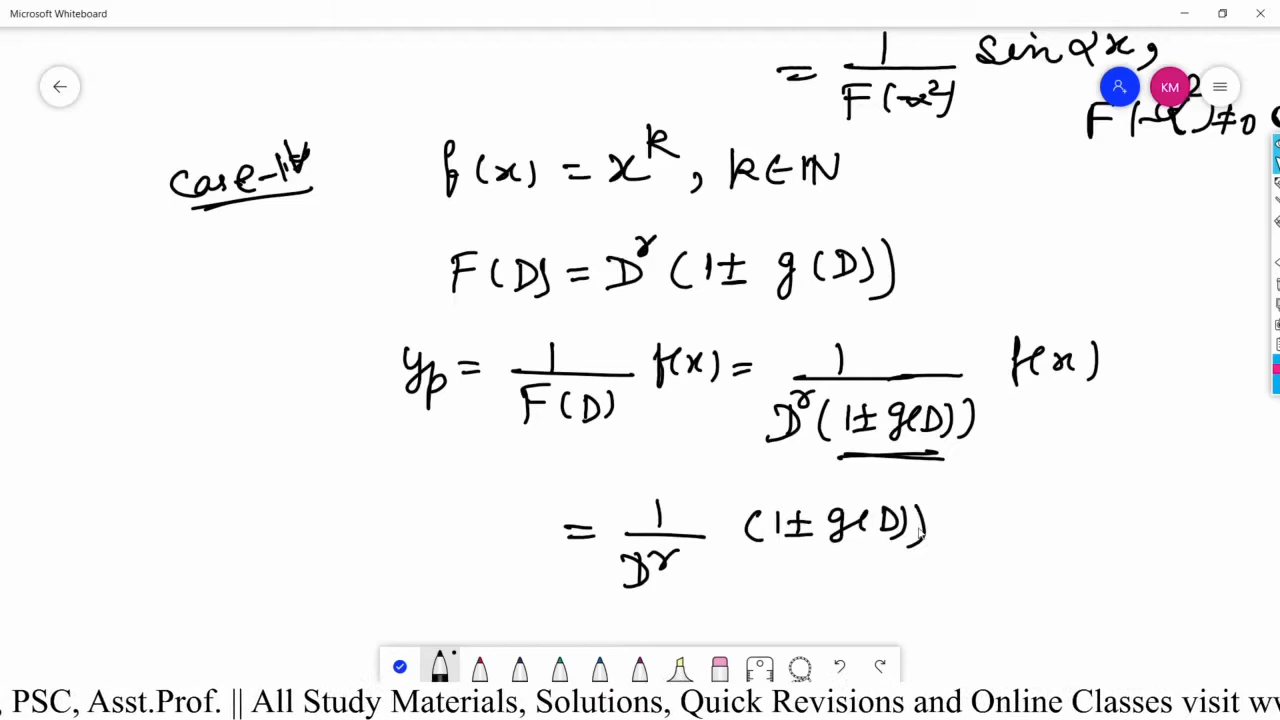 Microsoft Whiteboard
= 1/F(-α²) sin αx,
F(-α²) ≠ 0
KM
Case-IV f(x) = x^k, k ∈ ℕ
F(D) = D^r (1 ± g(D))
y_p = 1/F(D) f(x) = 1/D^r(1 ± g(D)) f(x)
= 1/D^r (1 ± g(D))
, PSC, Asst.Prof. || All Study Materials, Solutions, Quick Revisions and Online Classes visit w